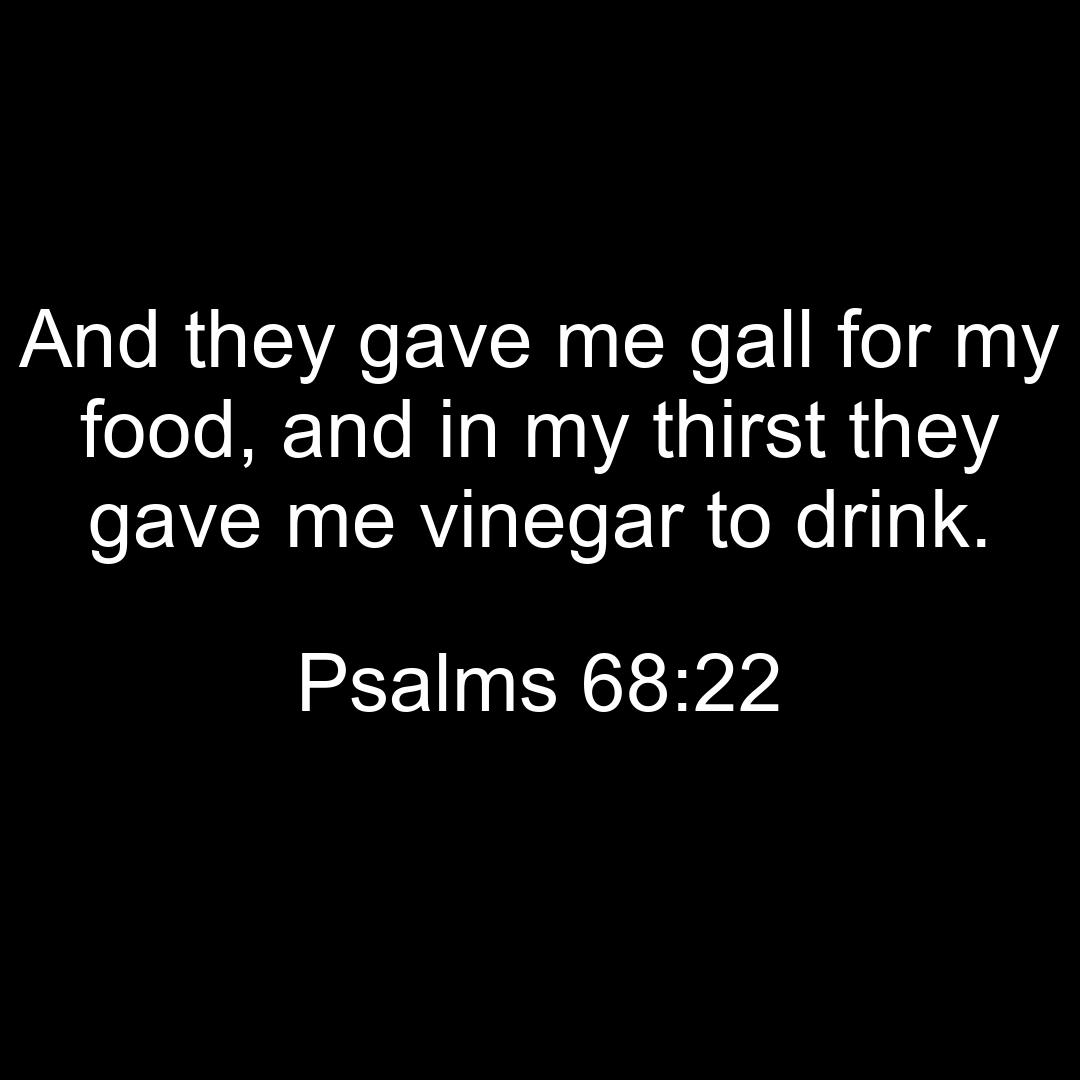 And they gave me gall for my
food, and in my thirst they
gave me vinegar to drink.
Psalms 68:22